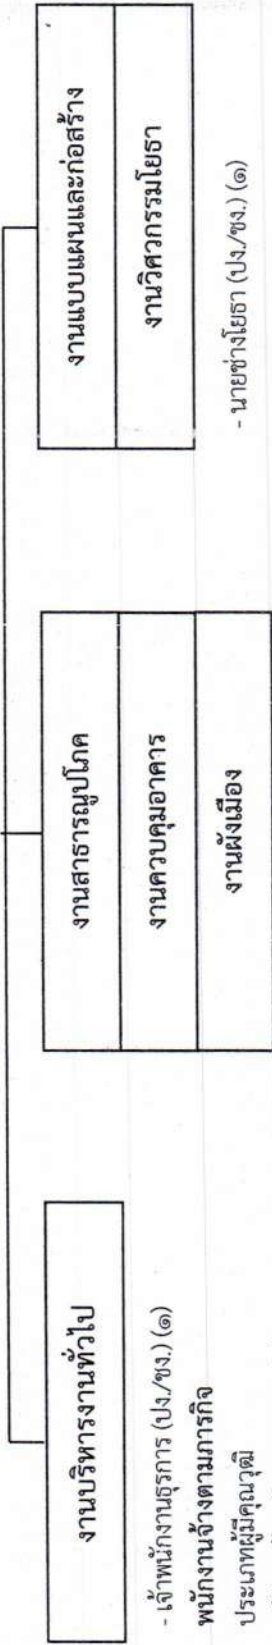 งานบริหารงานทั่วไป
- เจ้าพนักงานธุรการ (ปง./ชง.) (๑)
พนักงานจ้างตามภารกิจ
ประเภทผู้มีคุณวุฒิ
งานสาธารณูปโภค
งานควบคุมอาคาร
งานผังเมือง
งานแบบแผนและก่อสร้าง
งานวิศวกรรมโยธา
- นายช่างโยธา (ปง./ชง.) (๑)